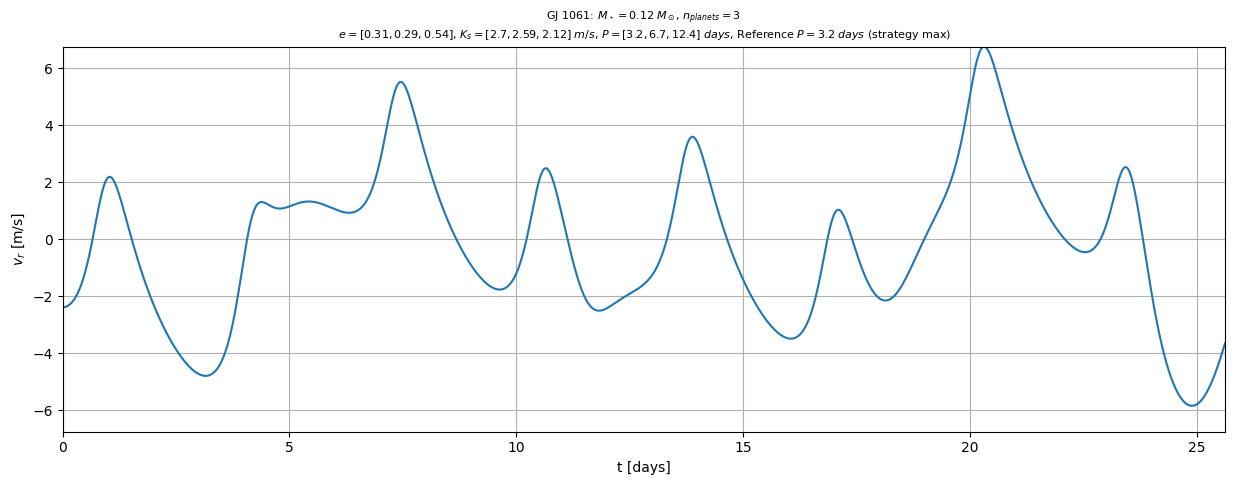 GJ 1061: $M_\star = 0.12\ M_\odot$, $n_{planets} = 3$
$e = [0.31, 0.29, 0.54]$, $K_s = [2.7, 2.59, 2.12]\ m/s$, $P = [3.2, 6.7, 12.4]\ days$, Reference $P = 3.2\ days$ (strategy max)
6
4
2
0
−2
−4
−6
$v_r$ [m/s]
0 5 10 15 20 25
t [days]